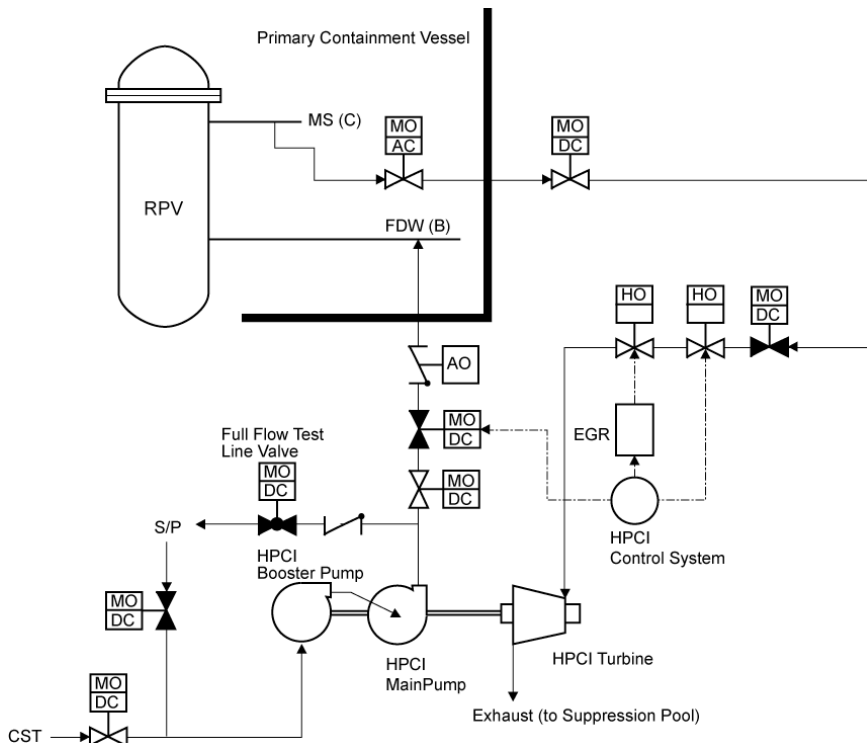 Primary Containment Vessel
MS (C)
MO
AC
MO
DC
RPV
FDW (B)
HO
HO
MO
DC
AO
EGR
Full Flow Test
Line Valve
MO
DC
MO
DC
MO
DC
S/P
HPCI
Control System
HPCI
Booster Pump
MO
DC
HPCI
MainPump
HPCI Turbine
MO
DC
Exhaust (to Suppression Pool)
CST